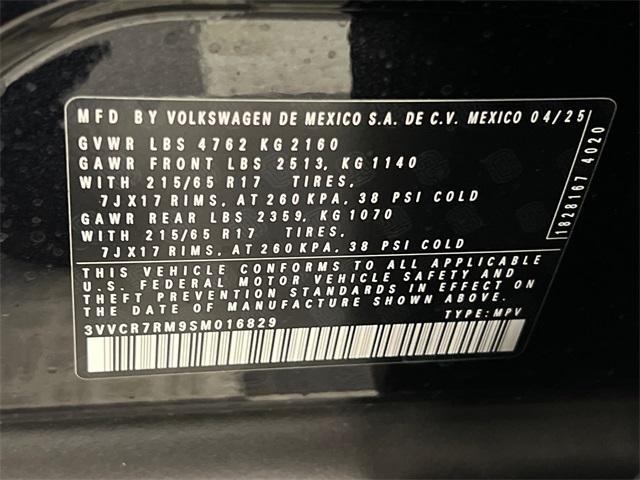 MFD BY VOLKSWAGEN DE MEXICO S.A. DE C.V. MEXICO 04/25
GVWR LBS 4762 KG 2160
GAWR FRONT LBS 2513, KG 1140
WITH 215/65 R17 TIRES,
7JX17 RIMS, AT 260 KPA, 38 PSI COLD
GAWR REAR LBS 2359, KG 1070
WITH 215/65 R17 TIRES,
7JX17 RIMS, AT 260 KPA, 38 PSI COLD
THIS VEHICLE CONFORMS TO ALL APPLICABLE
U.S. FEDERAL MOTOR VEHICLE SAFETY AND
THEFT PREVENTION STANDARDS IN EFFECT ON
THE DATE OF MANUFACTURE SHOWN ABOVE.
3VVCR7RM9SM016829 TYPE: MPV
1828167 4020